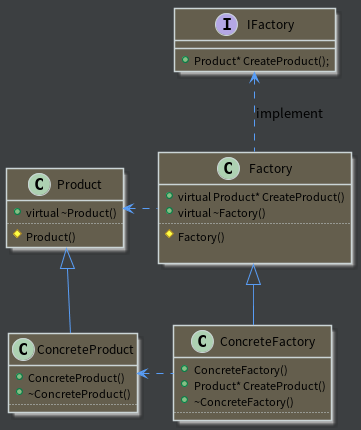 I IFactory
Product* CreateProduct();
implement
C Factory
virtual Product* CreateProduct()
virtual ~Factory()
Factory()
C Product
virtual ~Product()
Product()
C ConcreteProduct
ConcreteProduct()
~ConcreteProduct()
C ConcreteFactory
ConcreteFactory()
Product* CreateProduct()
~ConcreteFactory()